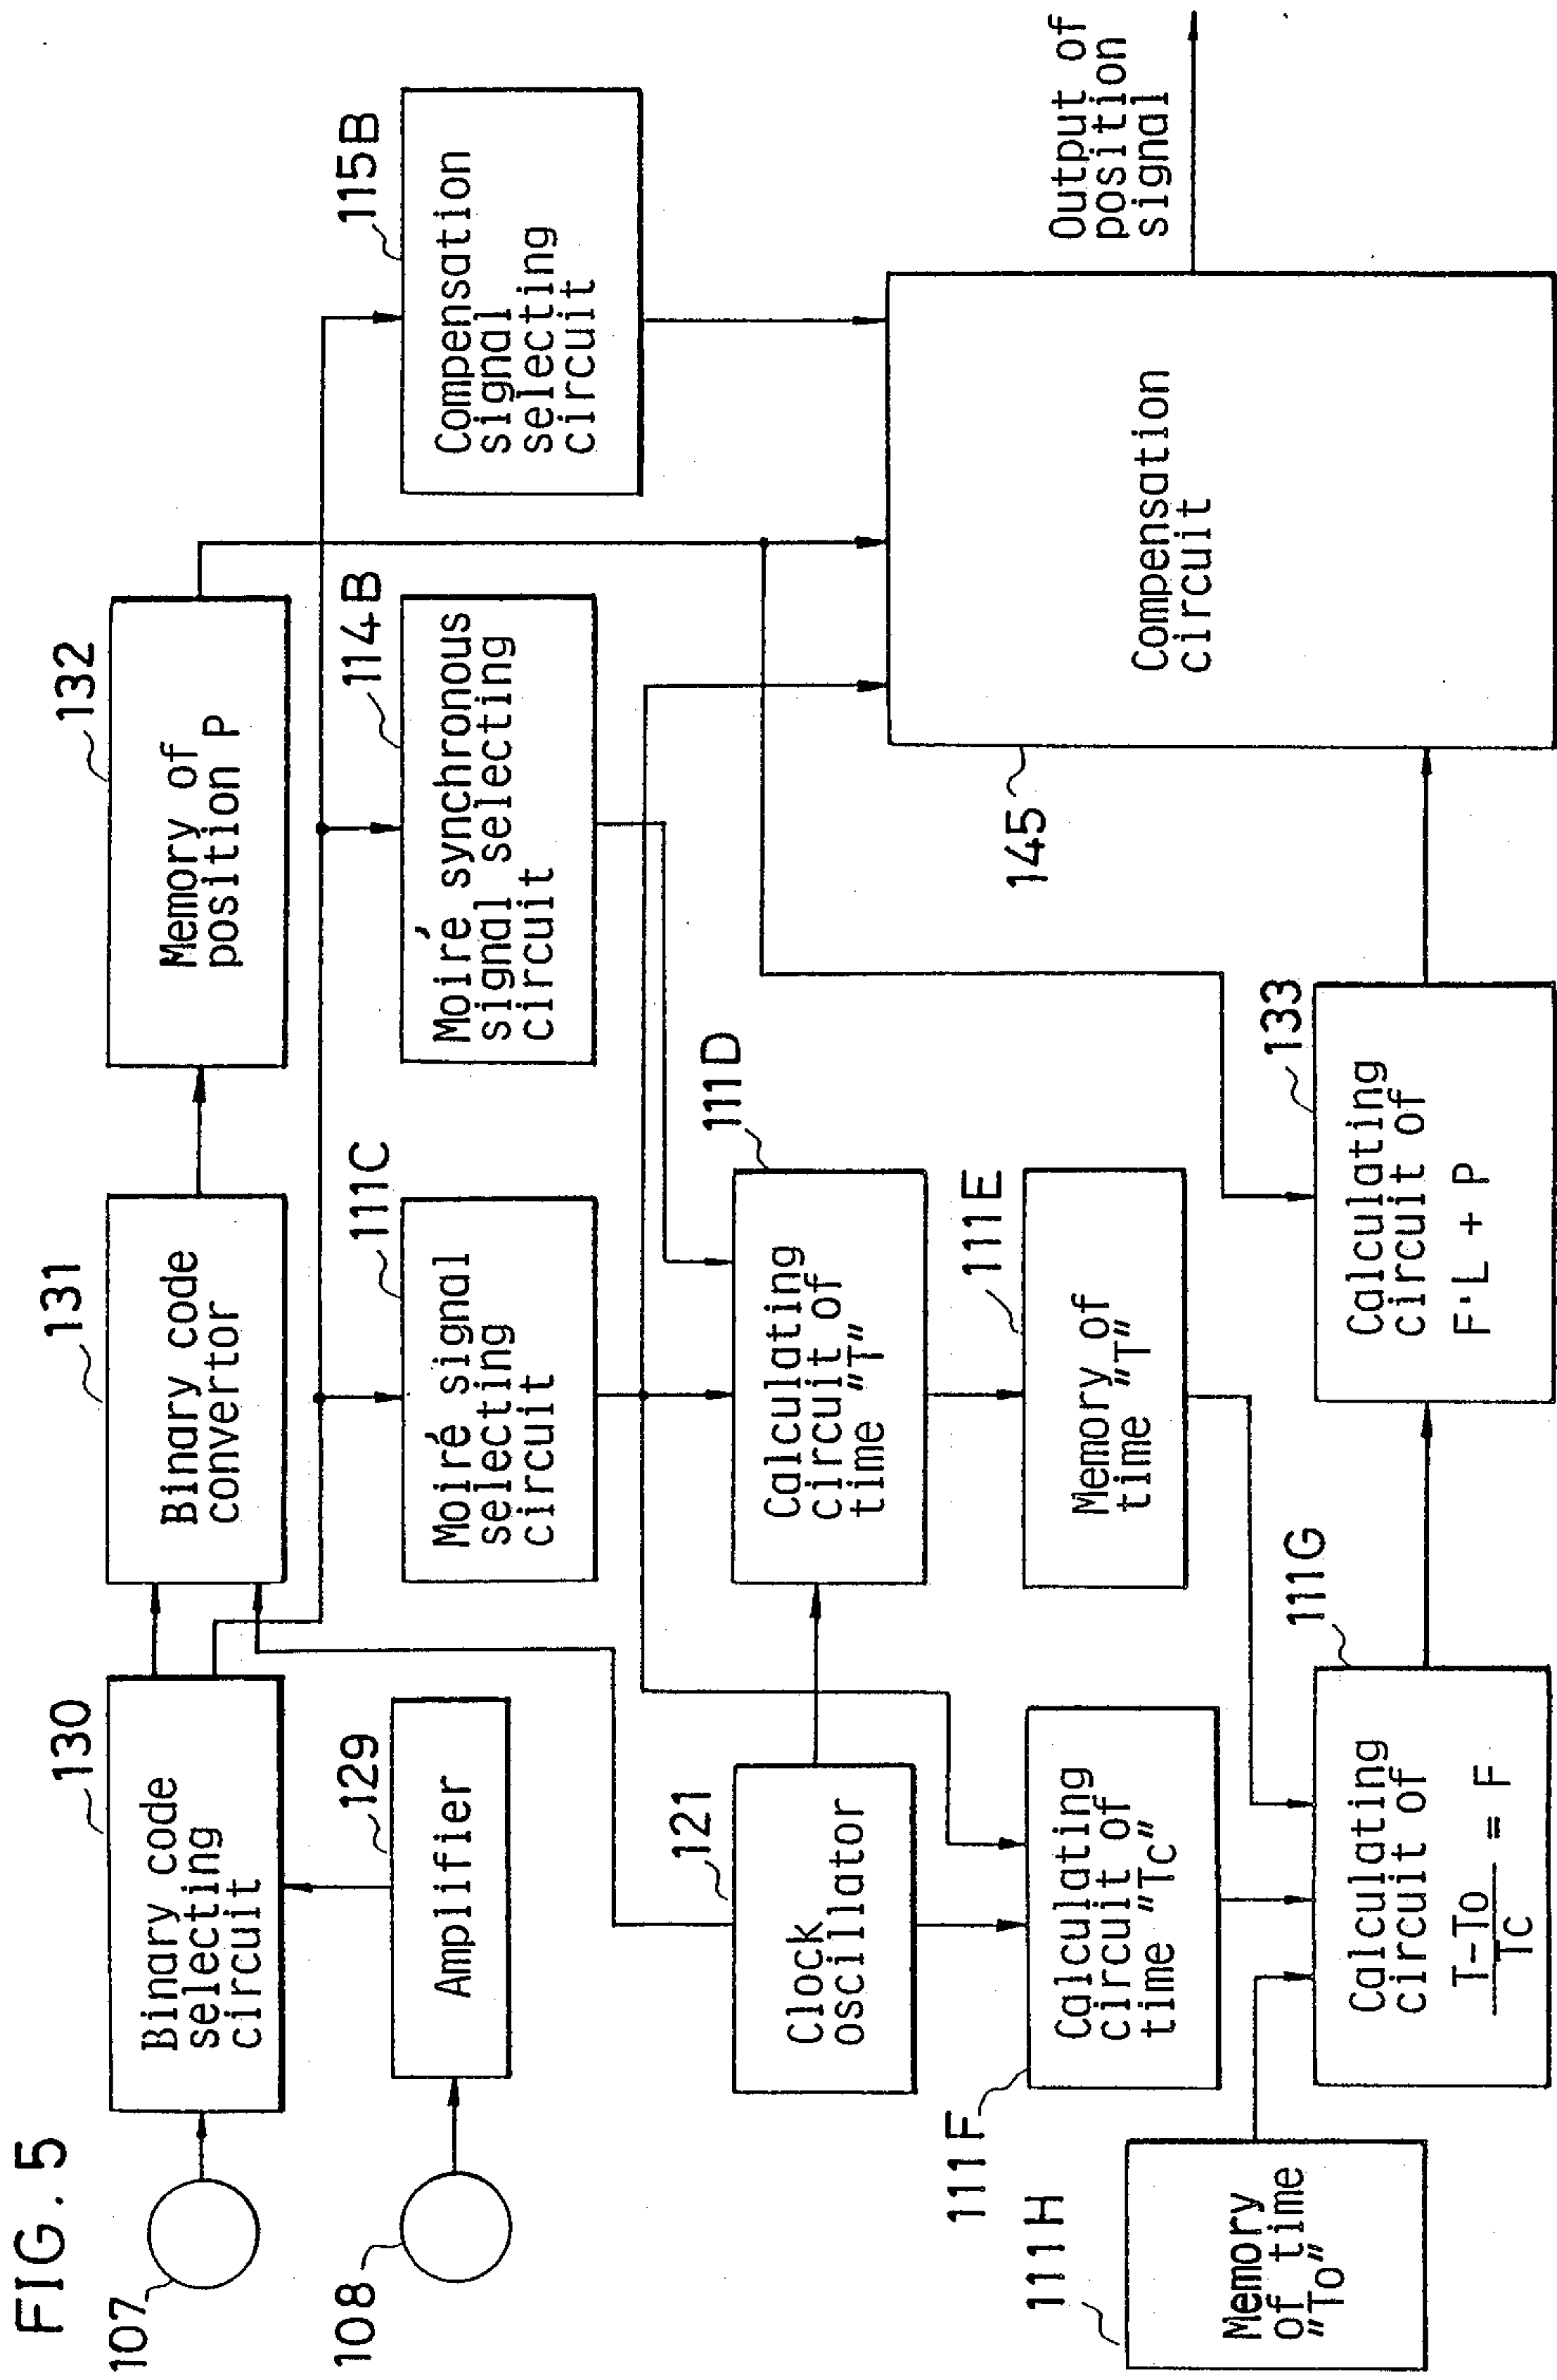 FIG. 5
107
130
Binary code
selecting
circuit
131
Binary code
convertor
132
Memory of
position P
108
129
Amplifier
111C
Moiré signal
selecting
circuit
114B
Moiré synchronous
signal selecting
circuit
115B
Compensation
signal
selecting
circuit
121
Clock
oscillator
111D
Calculating
circuit of
time "T"
111F
Calculating
circuit of
time "Tc"
111E
Memory of
time "T"
145
Compensation
circuit
Output of
position
signal
111H
Memory
of time
"To"
111G
Calculating
circuit of
T-To
Tc
= F
133
Calculating
circuit of
F·L + P